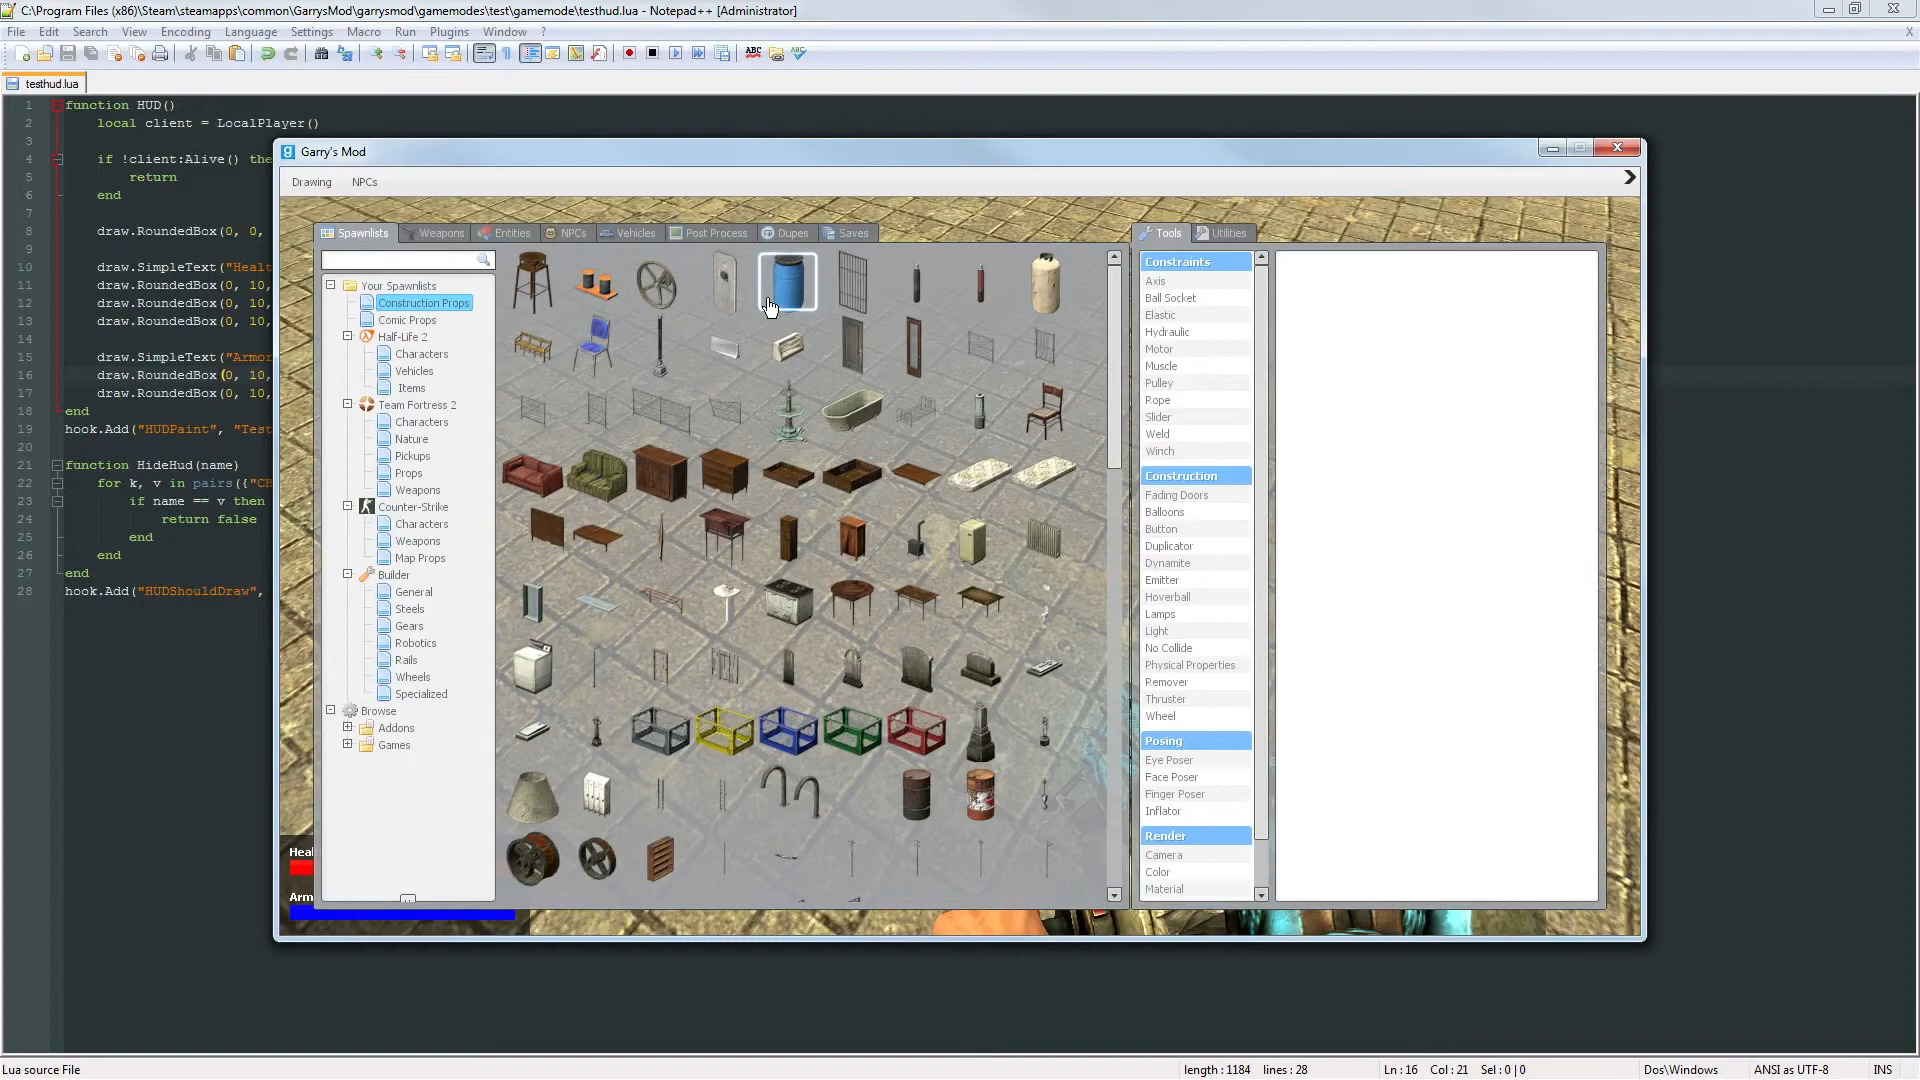 C:\Program Files (x86)\Steam\steamapps\common\GarrysMod\garrysmod\gamemodes\test\gamemode\testhud.lua - Notepad++ [Administrator]
File Edit Search View Encoding Language Settings Macro Run Plugins Window ? X
testhud.lua
1 function HUD()
2 local client = LocalPlayer()
3
4 if !client:Alive() the
5 return
6 end
7
8 draw.RoundedBox(0, 0,
9
10 draw.SimpleText("Healt
11 draw.RoundedBox(0, 10,
12 draw.RoundedBox(0, 10,
13 draw.RoundedBox(0, 10,
14
15 draw.SimpleText("Armor
16 draw.RoundedBox(0, 10,
17 draw.RoundedBox(0, 10,
18 end
19 hook.Add("HUDPaint", "Test
20
21 function HideHud(name)
22 for k, v in pairs({"CH
23 if name == v then
24 return false
25 end
26 end
27 end
28 hook.Add("HUDShouldDraw",
Garry's Mod
Drawing NPCs
Spawnlists Weapons Entities NPCs Vehicles Post Process Dupes Saves
Your Spawnlists
Construction Props
Comic Props
Half-Life 2
Characters
Vehicles
Items
Team Fortress 2
Characters
Nature
Pickups
Props
Weapons
Counter-Strike
Characters
Weapons
Map Props
Builder
General
Steels
Gears
Robotics
Rails
Wheels
Specialized
Browse
Addons
Games
Tools Utilities
Constraints
Axis
Ball Socket
Elastic
Hydraulic
Motor
Muscle
Pulley
Rope
Slider
Weld
Winch
Construction
Fading Doors
Balloons
Button
Duplicator
Dynamite
Emitter
Hoverball
Lamps
Light
No Collide
Physical Properties
Remover
Thruster
Wheel
Posing
Eye Poser
Face Poser
Finger Poser
Inflator
Render
Camera
Color
Material
Heal
Arm
Lua source File length : 1184 lines : 28 Ln : 16 Col : 21 Sel : 0 | 0 Dos\Windows ANSI as UTF-8 INS